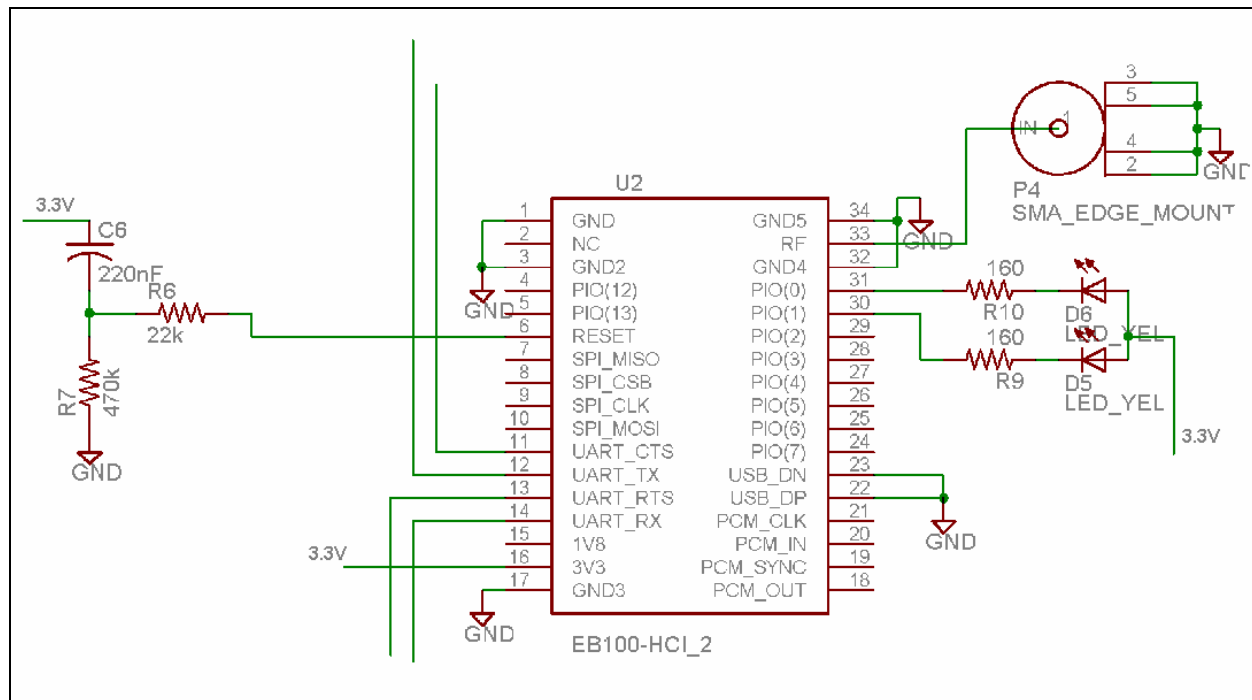 3
5
IN
1
4
2
GND
P4
SMA_EDGE_MOUNT
U2
3.3V
C6
220nF
R6
22k
R7
470k
GND
1 GND
2 NC
3 GND2
4 PIO(12)
5 PIO(13)
6 RESET
7 SPI_MISO
8 SPI_CSB
9 SPI_CLK
10 SPI_MOSI
11 UART_CTS
12 UART_TX
13 UART_RTS
14 UART_RX
15 1V8
16 3V3
17 GND3
GND
3.3V
GND
GND5 34
RF 33
GND4 32
PIO(0) 31
PIO(1) 30
PIO(2) 29
PIO(3) 28
PIO(4) 27
PIO(5) 26
PIO(6) 25
PIO(7) 24
USB_DN 23
USB_DP 22
PCM_CLK 21
PCM_IN 20
PCM_SYNC 19
PCM_OUT 18
GND
GND
160
R10
D6
LED_YEL
160
R9
D5
LED_YEL
3.3V
EB100-HCI_2